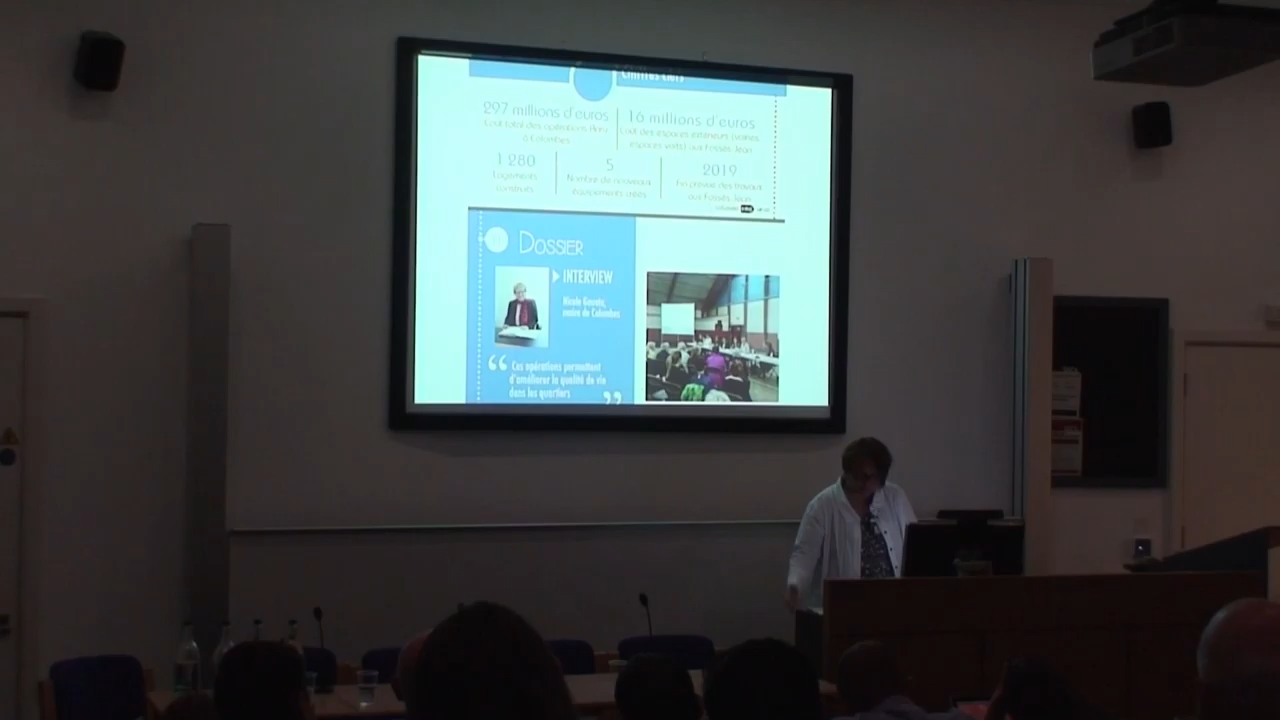 297 millions d'euros
Coût total des opérations Anru
à Colombes
16 millions d'euros
Coût des espaces extérieurs (voiries,
espaces verts) aux Fossés Jean
1 280
Logements
construits
5
Nombre de nouveaux
équipements créés
2019
Fin prévue des travaux
aux Fossés Jean
DOSSIER
INTERVIEW
Nicole Goueta,
maire de Colombes
“ Ces opérations permettent
d'améliorer la qualité de vie
dans les quartiers ”